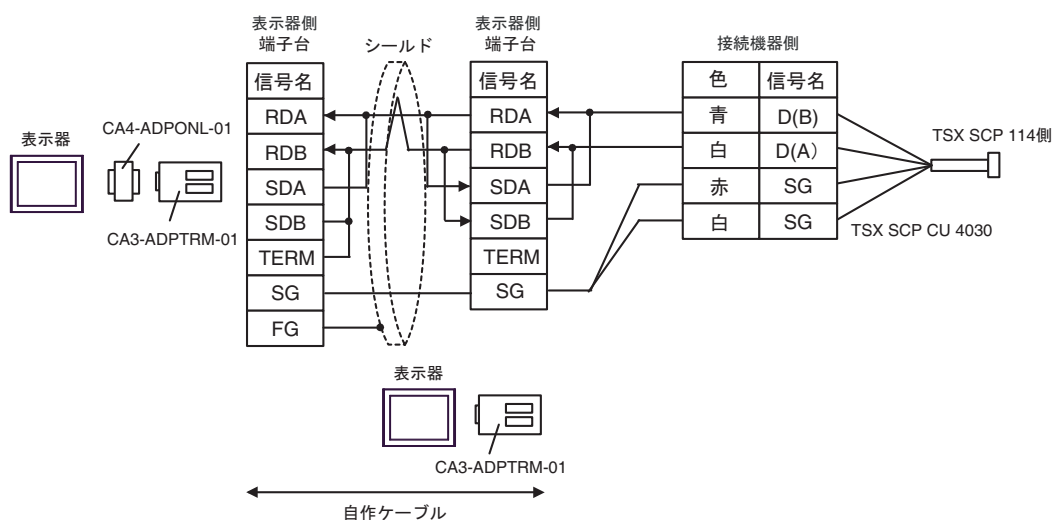 表示器側
端子台
信号名
RDA
RDB
SDA
SDB
TERM
SG
FG
シールド
表示器側
端子台
信号名
RDA
RDB
SDA
SDB
TERM
SG
接続機器側
色 信号名
青 D(B)
白 D(A)
赤 SG
白 SG
TSX SCP 114側
TSX SCP CU 4030
表示器
CA4-ADPONL-01
CA3-ADPTRM-01
表示器
CA3-ADPTRM-01
自作ケーブル